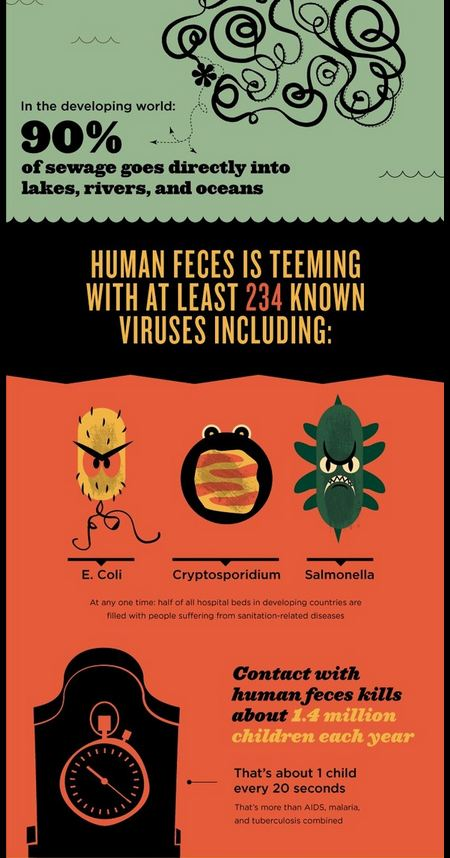 In the developing world:
90%
of sewage goes directly into
lakes, rivers, and oceans
HUMAN FECES IS TEEMING
WITH AT LEAST 234 KNOWN
VIRUSES INCLUDING:
E. Coli
Cryptosporidium
Salmonella
At any one time: half of all hospital beds in developing countries are
filled with people suffering from sanitation-related diseases
Contact with
human feces kills
about 1.4 million
children each year
That's about 1 child
every 20 seconds
That's more than AIDS, malaria,
and tuberculosis combined